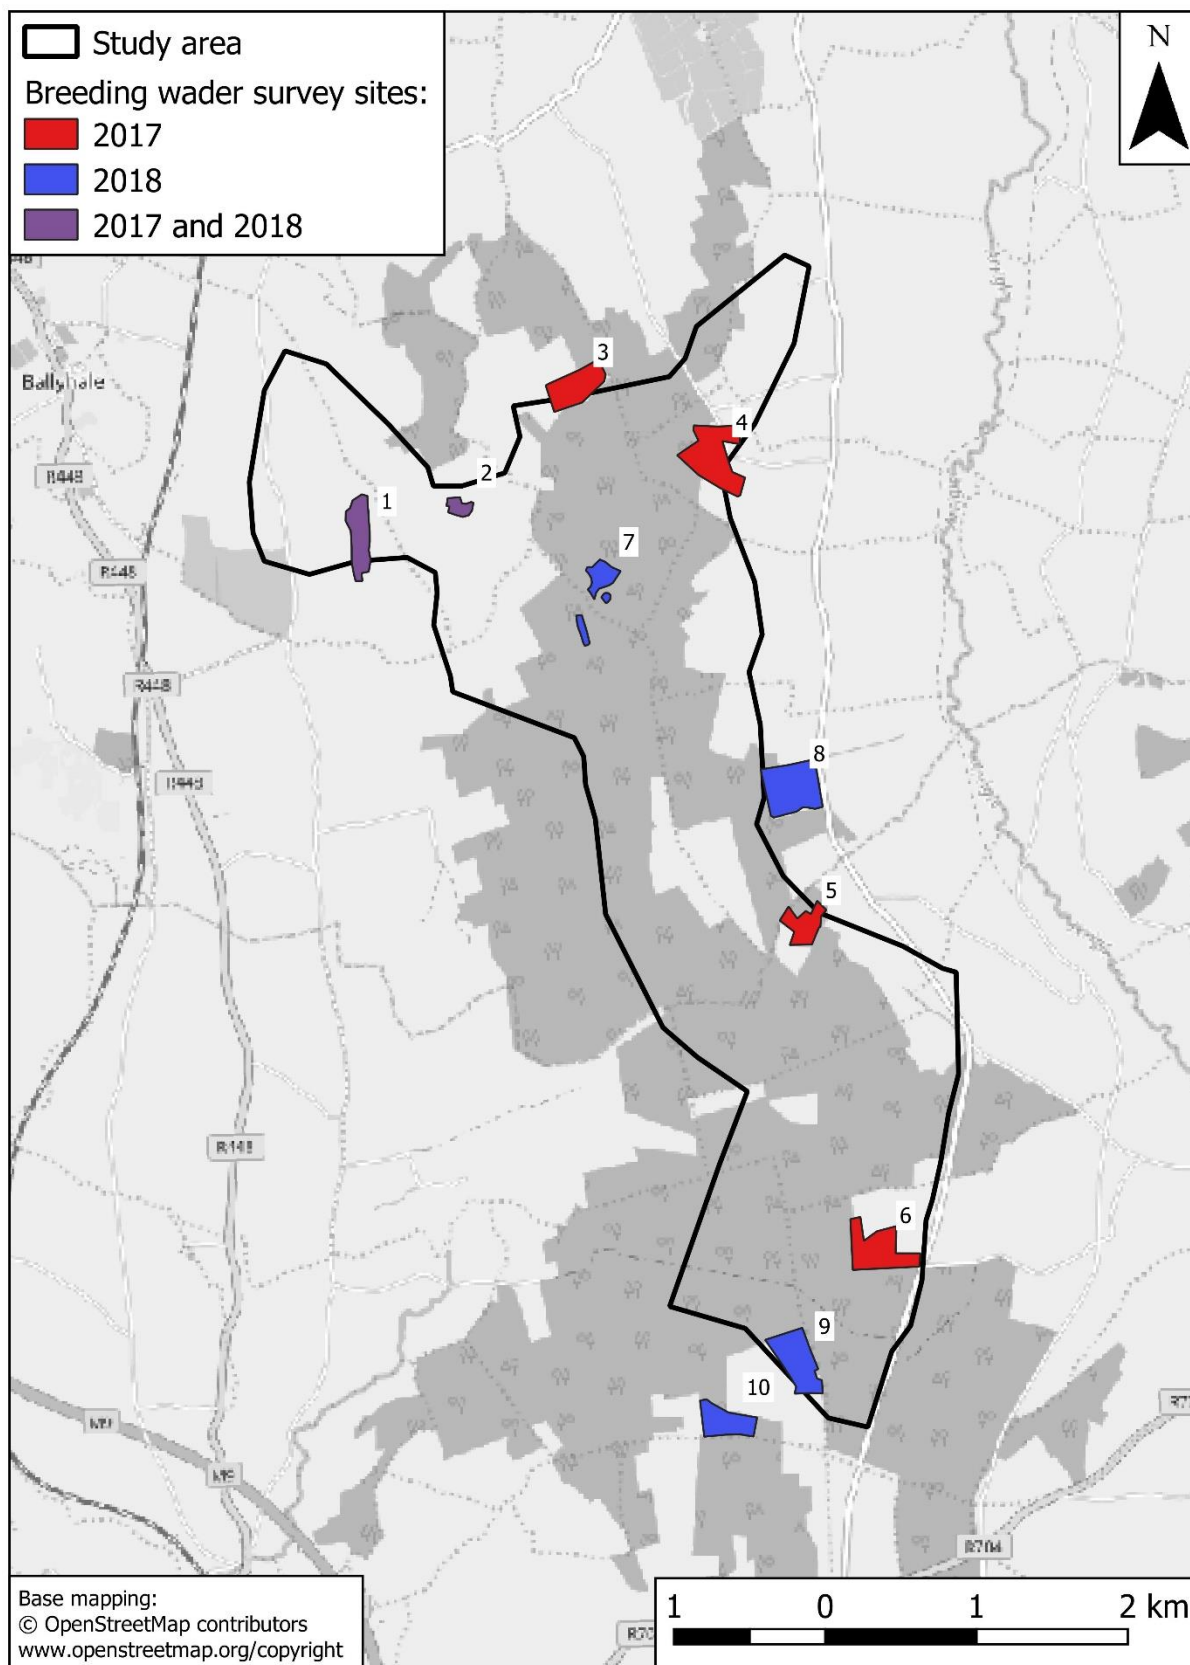 Study area
Breeding wader survey sites:
2017
2018
2017 and 2018
N
Ballyhale
3
4
R448
2
1
7
R448
R448
8
R448
5
R448
6
9
10
M9
M9
R704
Base mapping:
© OpenStreetMap contributors
www.openstreetmap.org/copyright
1 0 1 2 km